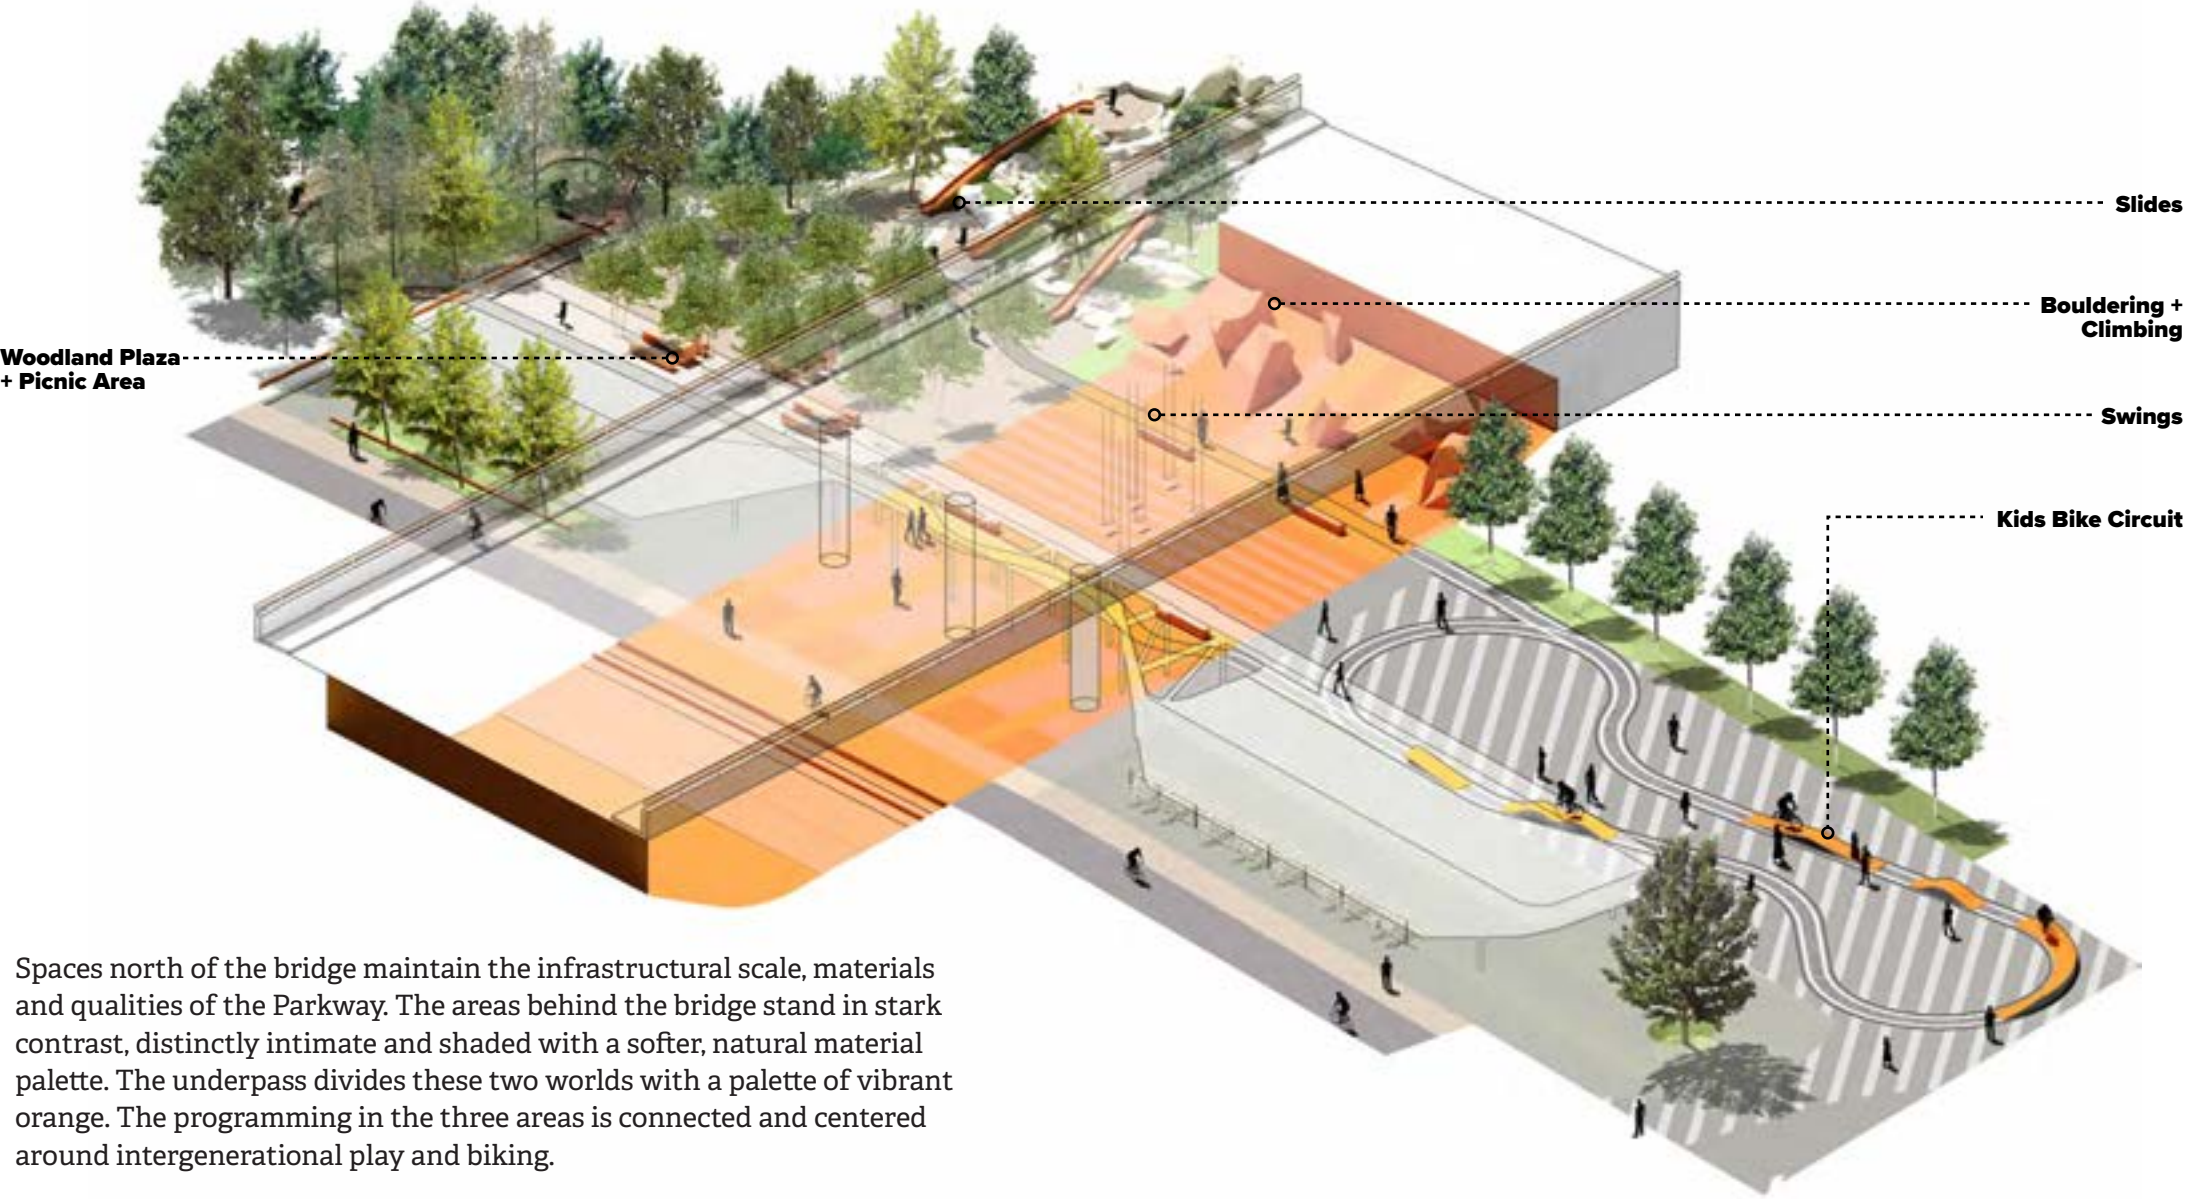 Slides
Bouldering +
Climbing
Woodland Plaza
+ Picnic Area
Swings
Kids Bike Circuit
Spaces north of the bridge maintain the infrastructural scale, materials
and qualities of the Parkway. The areas behind the bridge stand in stark
contrast, distinctly intimate and shaded with a softer, natural material
palette. The underpass divides these two worlds with a palette of vibrant
orange. The programming in the three areas is connected and centered
around intergenerational play and biking.